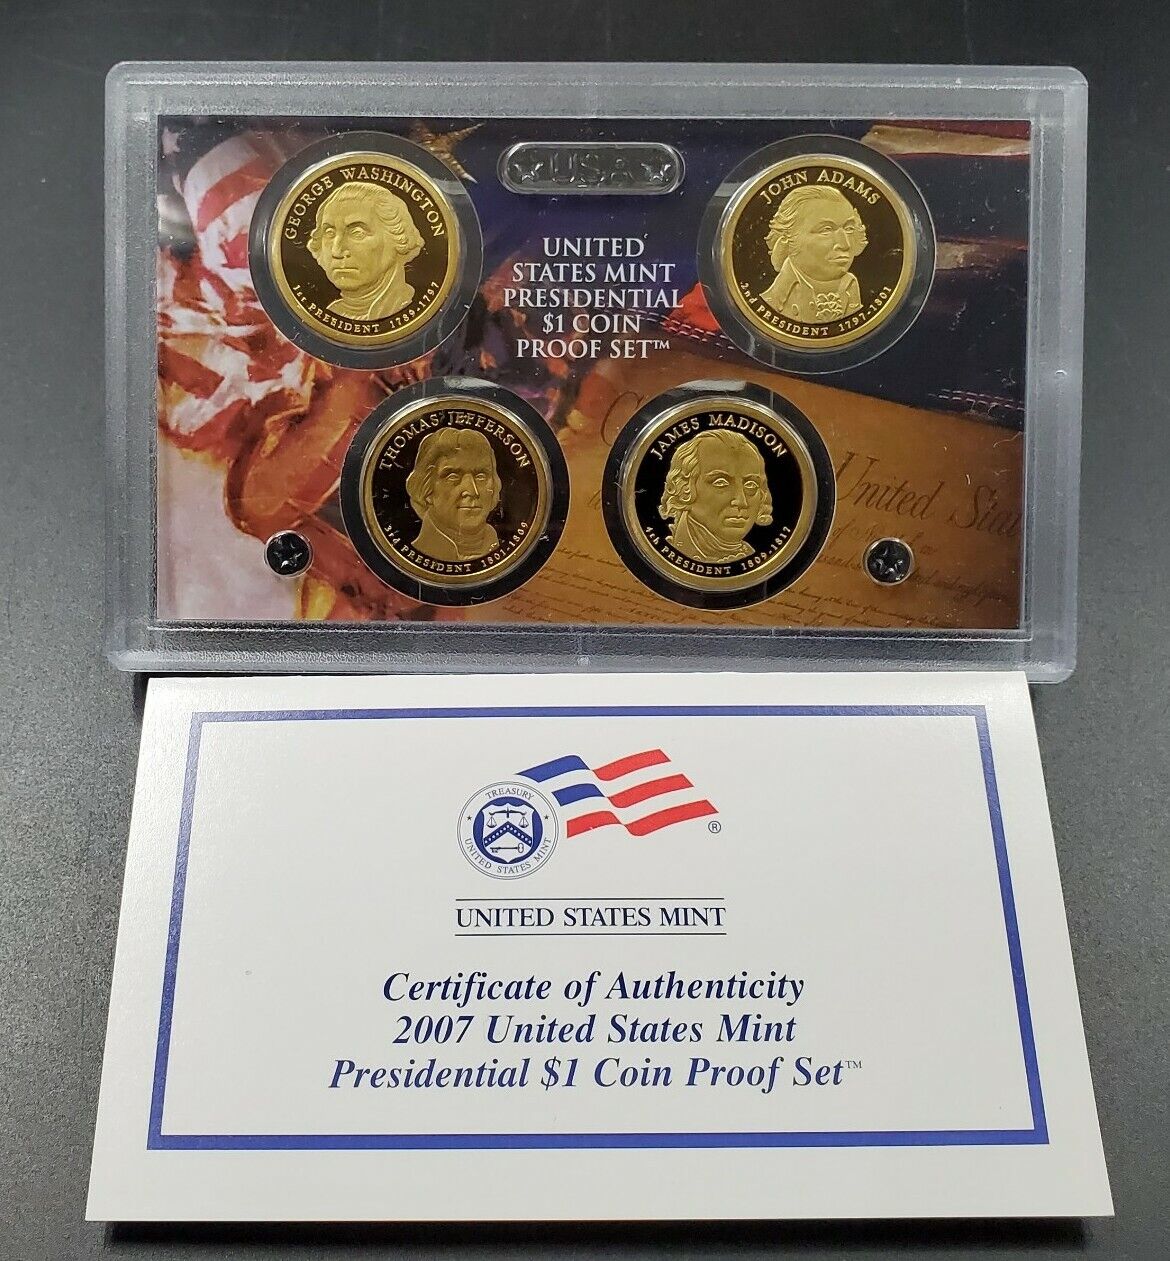 USA
UNITED
STATES MINT
PRESIDENTIAL
$1 COIN
PROOF SET™
GEORGE WASHINGTON
1st PRESIDENT 1789-1797
JOHN ADAMS
2nd PRESIDENT 1797-1801
THOMAS JEFFERSON
3rd PRESIDENT 1801-1809
JAMES MADISON
4th PRESIDENT 1809-1817
United Stat
TREASURY
UNITED STATES MINT
®
UNITED STATES MINT
Certificate of Authenticity
2007 United States Mint
Presidential $1 Coin Proof Set™